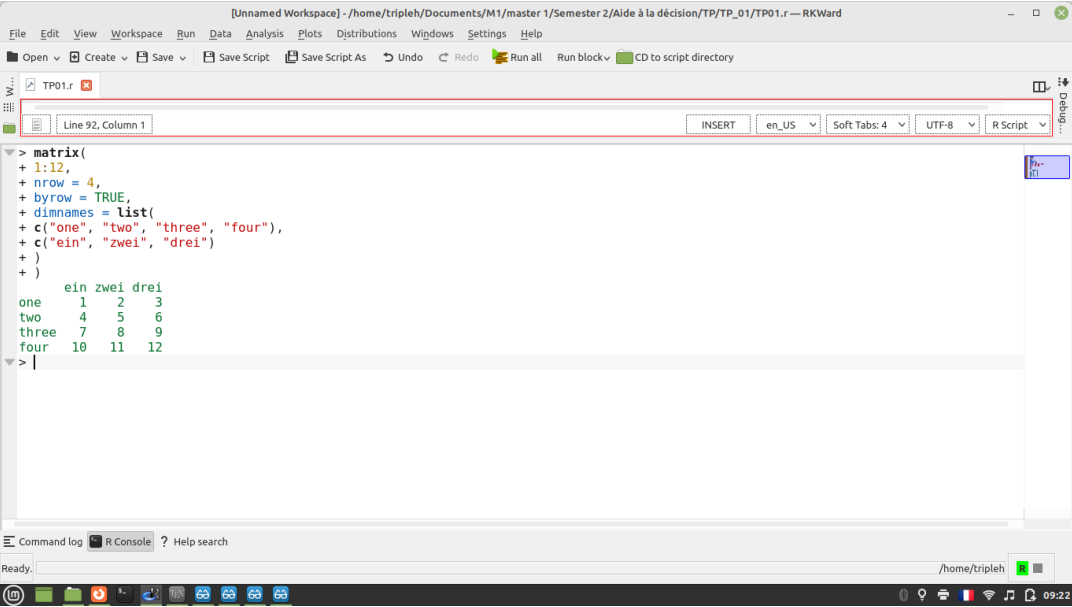 [Unnamed Workspace] - /home/tripleh/Documents/M1/master 1/Semester 2/Aide à la décision/TP/TP_01/TP01.r — RKWard
File Edit View Workspace Run Data Analysis Plots Distributions Windows Settings Help
Open Create Save Save Script Save Script As Undo Redo Run all Run block CD to script directory
W... TP01.r Debug...
Line 92, Column 1 INSERT en_US Soft Tabs: 4 UTF-8 R Script
> matrix(
+ 1:12,
+ nrow = 4,
+ byrow = TRUE,
+ dimnames = list(
+ c("one", "two", "three", "four"),
+ c("ein", "zwei", "drei")
+ )
+ )
ein zwei drei
one 1 2 3
two 4 5 6
three 7 8 9
four 10 11 12
>
Command log R Console ? Help search
Ready. /home/tripleh R
TEX 09:22